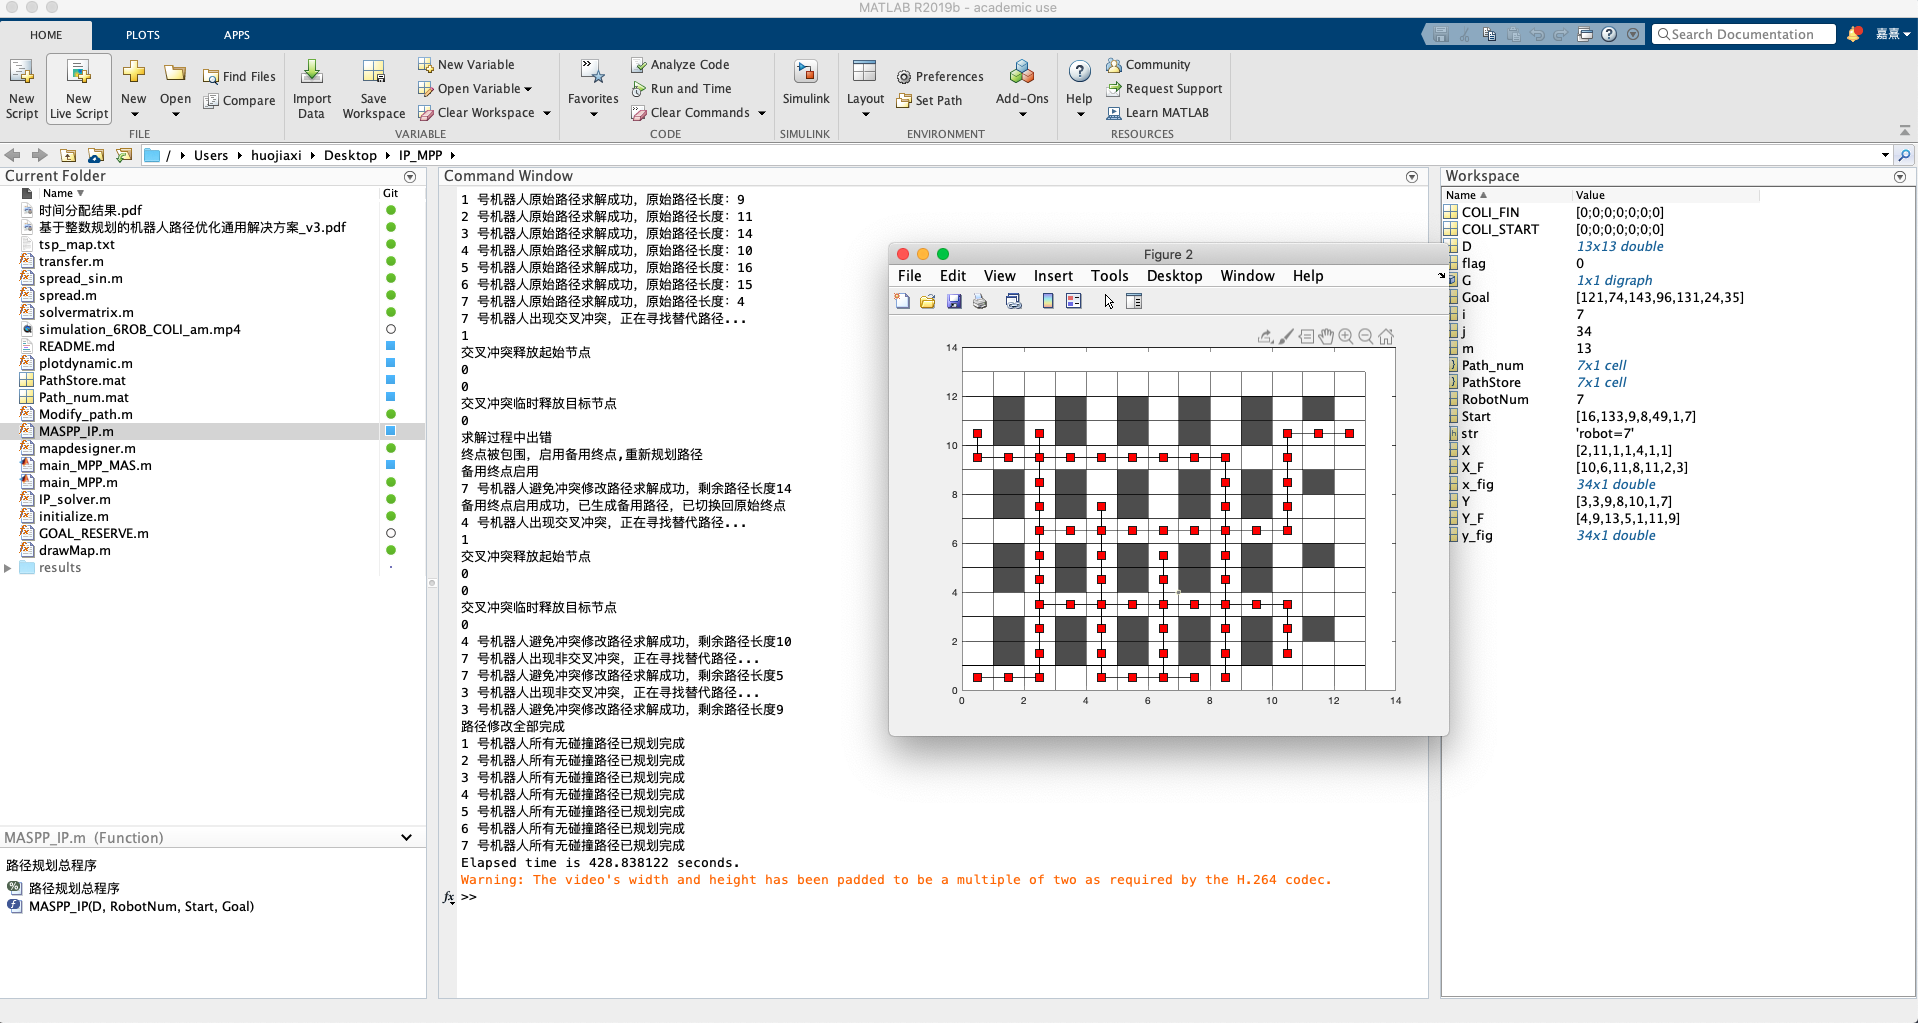 MATLAB R2019b - academic use
HOME PLOTS APPS
Search Documentation 嘉熹
New Script
New Live Script
New
Open
Find Files
Compare
FILE
Import Data
Save Workspace
New Variable
Open Variable
Clear Workspace
VARIABLE
Favorites
Analyze Code
Run and Time
Clear Commands
CODE
Simulink
SIMULINK
Layout
Preferences
Set Path
Add-Ons
ENVIRONMENT
Help
Community
Request Support
Learn MATLAB
RESOURCES
/ Users huojiaxi Desktop IP_MPP
Current Folder
Name Git
时间分配结果.pdf
基于整数规划的机器人路径优化通用解决方案_v3.pdf
tsp_map.txt
transfer.m
spread_sin.m
spread.m
solvermatrix.m
simulation_6ROB_COLI_am.mp4
README.md
plotdynamic.m
PathStore.mat
Path_num.mat
Modify_path.m
MASPP_IP.m
mapdesigner.m
main_MPP_MAS.m
main_MPP.m
IP_solver.m
initialize.m
GOAL_RESERVE.m
drawMap.m
results
MASPP_IP.m (Function)
路径规划总程序
路径规划总程序
MASPP_IP(D, RobotNum, Start, Goal)
Command Window
1 号机器人原始路径求解成功，原始路径长度：9
2 号机器人原始路径求解成功，原始路径长度：11
3 号机器人原始路径求解成功，原始路径长度：14
4 号机器人原始路径求解成功，原始路径长度：10
5 号机器人原始路径求解成功，原始路径长度：16
6 号机器人原始路径求解成功，原始路径长度：15
7 号机器人原始路径求解成功，原始路径长度：4
7 号机器人出现交叉冲突，正在寻找替代路径...
1
交叉冲突释放起始节点
0
0
交叉冲突临时释放目标节点
0
求解过程中出错
终点被包围，启用备用终点,重新规划路径
备用终点启用
7 号机器人避免冲突修改路径求解成功，剩余路径长度14
备用终点启用成功，已生成备用路径，已切换回原始终点
4 号机器人出现交叉冲突，正在寻找替代路径...
1
交叉冲突释放起始节点
0
0
交叉冲突临时释放目标节点
0
4 号机器人避免冲突修改路径求解成功，剩余路径长度10
7 号机器人出现非交叉冲突，正在寻找替代路径...
7 号机器人避免冲突修改路径求解成功，剩余路径长度5
3 号机器人出现非交叉冲突，正在寻找替代路径...
3 号机器人避免冲突修改路径求解成功，剩余路径长度9
路径修改全部完成
1 号机器人所有无碰撞路径已规划完成
2 号机器人所有无碰撞路径已规划完成
3 号机器人所有无碰撞路径已规划完成
4 号机器人所有无碰撞路径已规划完成
5 号机器人所有无碰撞路径已规划完成
6 号机器人所有无碰撞路径已规划完成
7 号机器人所有无碰撞路径已规划完成
Elapsed time is 428.838122 seconds.
Warning: The video's width and height has been padded to be a multiple of two as required by the H.264 codec.
fx >>
Figure 2
File Edit View Insert Tools Desktop Window Help
14
12
10
8
6
4
2
0
0 2 4 6 8 10 12 14
Workspace
Name Value
COLI_FIN [0;0;0;0;0;0;0]
COLI_START [0;0;0;0;0;0;0]
D 13x13 double
flag 0
G 1x1 digraph
Goal [121,74,143,96,131,24,35]
i 7
j 34
m 13
Path_num 7x1 cell
PathStore 7x1 cell
RobotNum 7
Start [16,133,9,8,49,1,7]
str 'robot=7'
X [2,11,1,1,4,1,1]
X_F [10,6,11,8,11,2,3]
x_fig 34x1 double
Y [3,3,9,8,10,1,7]
Y_F [4,9,13,5,1,11,9]
y_fig 34x1 double